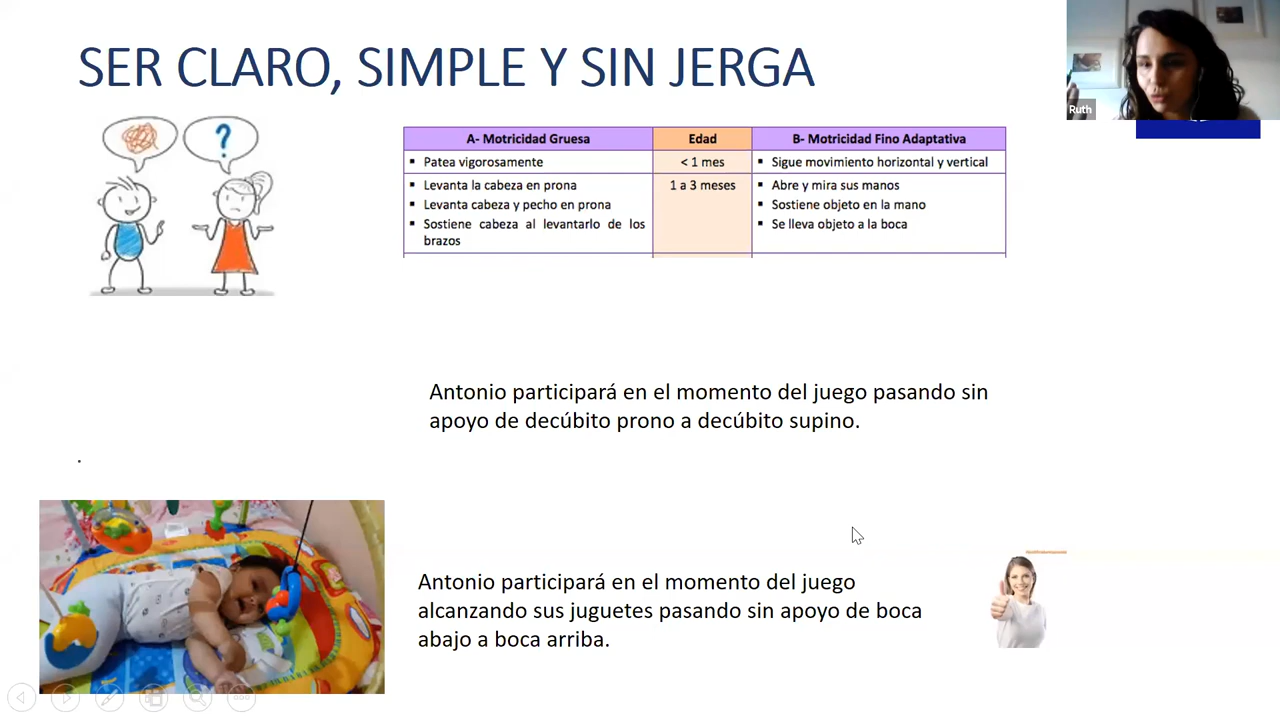 SER CLARO, SIMPLE Y SIN JERGA
Ruth
?
A- Motricidad Gruesa
Edad
B- Motricidad Fino Adaptativa
▪ Patea vigorosamente
< 1 mes
▪ Sigue movimiento horizontal y vertical
▪ Levanta la cabeza en prona
▪ Levanta cabeza y pecho en prona
▪ Sostiene cabeza al levantarlo de los
brazos
1 a 3 meses
▪ Abre y mira sus manos
▪ Sostiene objeto en la mano
▪ Se lleva objeto a la boca
Antonio participará en el momento del juego pasando sin
apoyo de decúbito prono a decúbito supino.
.
Antonio participará en el momento del juego
alcanzando sus juguetes pasando sin apoyo de boca
abajo a boca arriba.